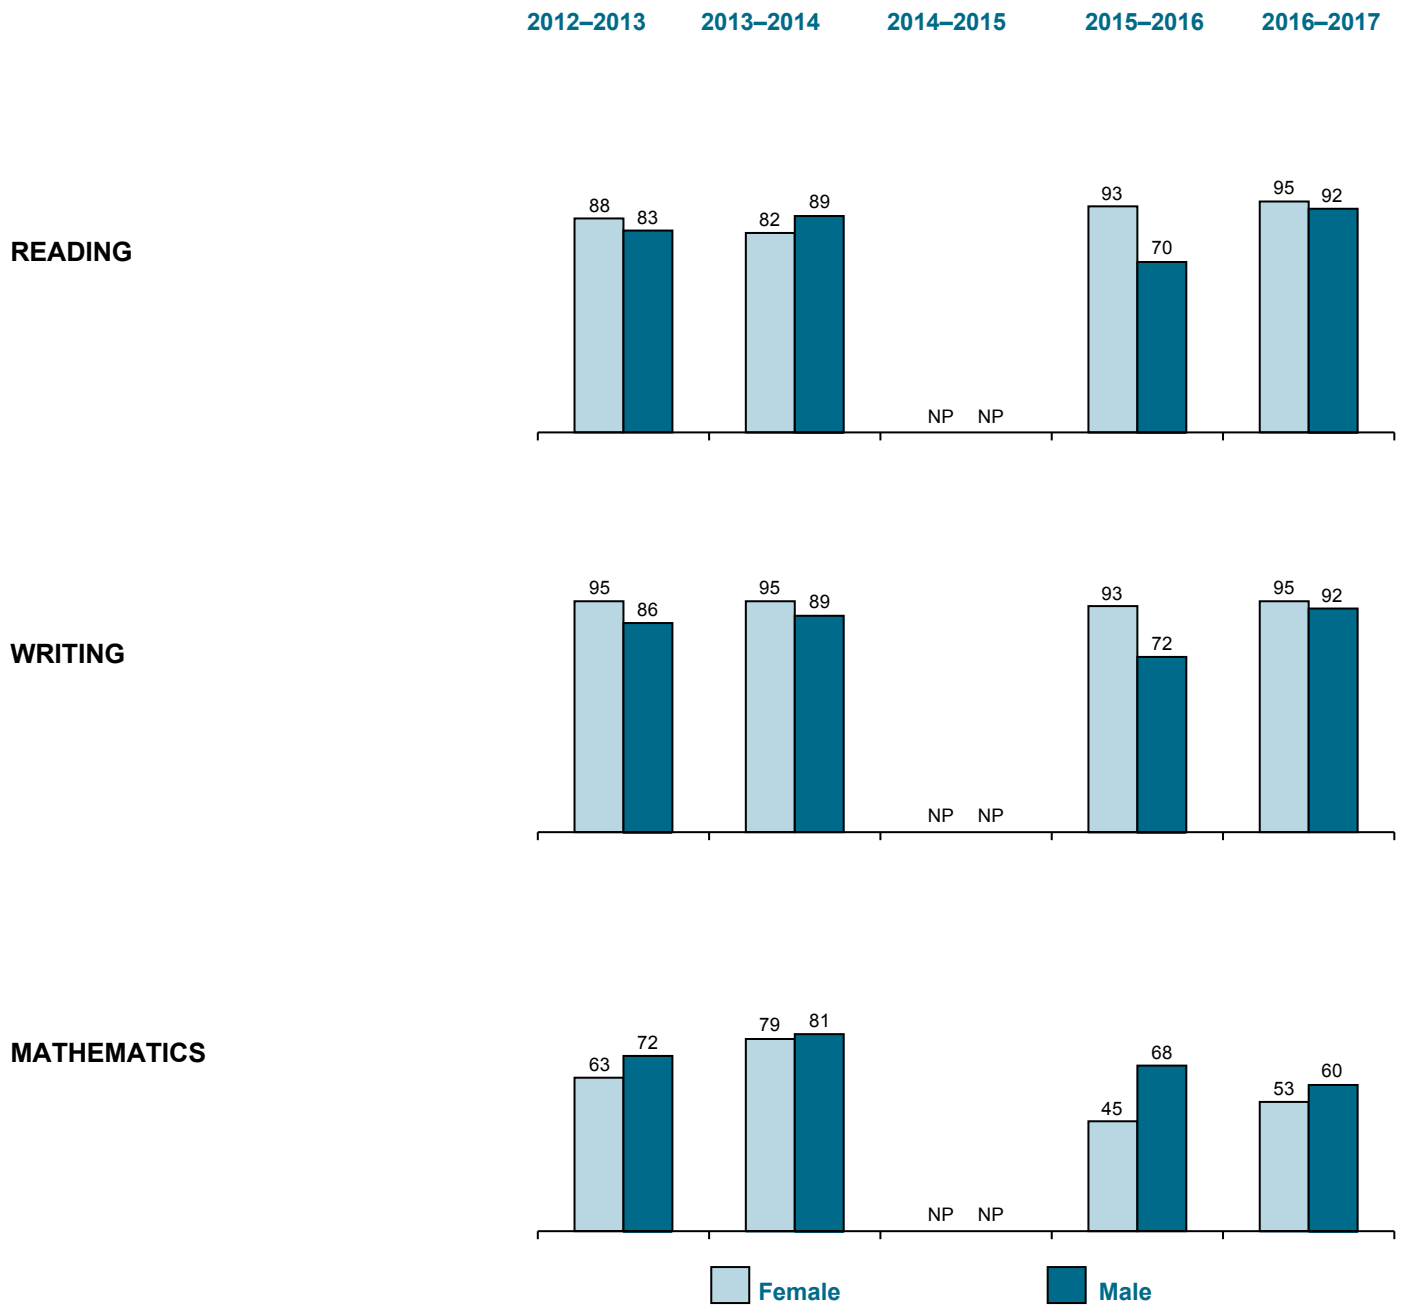 2012–2013 2013–2014 2014–2015 2015–2016 2016–2017
READING
88 83 82 89 NP NP 93 70 95 92
WRITING
95 86 95 89 NP NP 93 72 95 92
MATHEMATICS
63 72 79 81 NP NP 45 68 53 60
Female Male